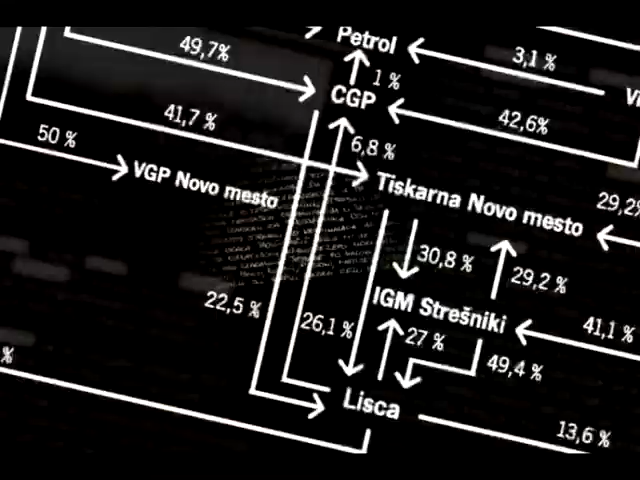 Petrol
49,7%
3,1 %
1 %
CGP
41,7 %
42,6%
50 %
6,8 %
VGP Novo mesto
Tiskarna Novo mesto
29,2%
30,8 %
29,2 %
22,5 %
IGM Strešniki
26,1 %
27 %
41,1 %
49,4 %
%
Lisca
13,6 %